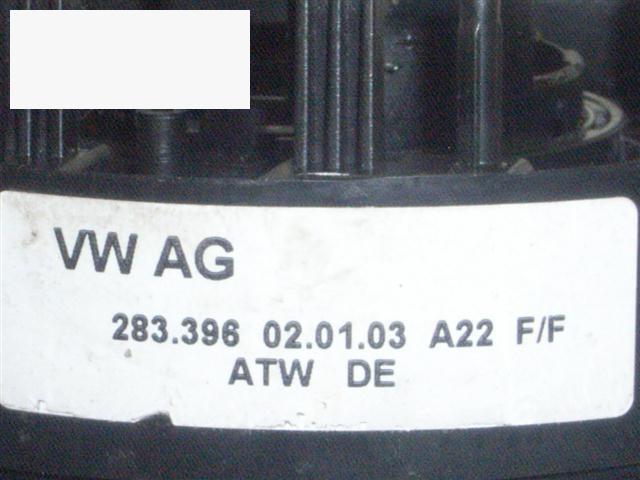 VW AG
283.396 02.01.03 A22 F/F
ATW DE